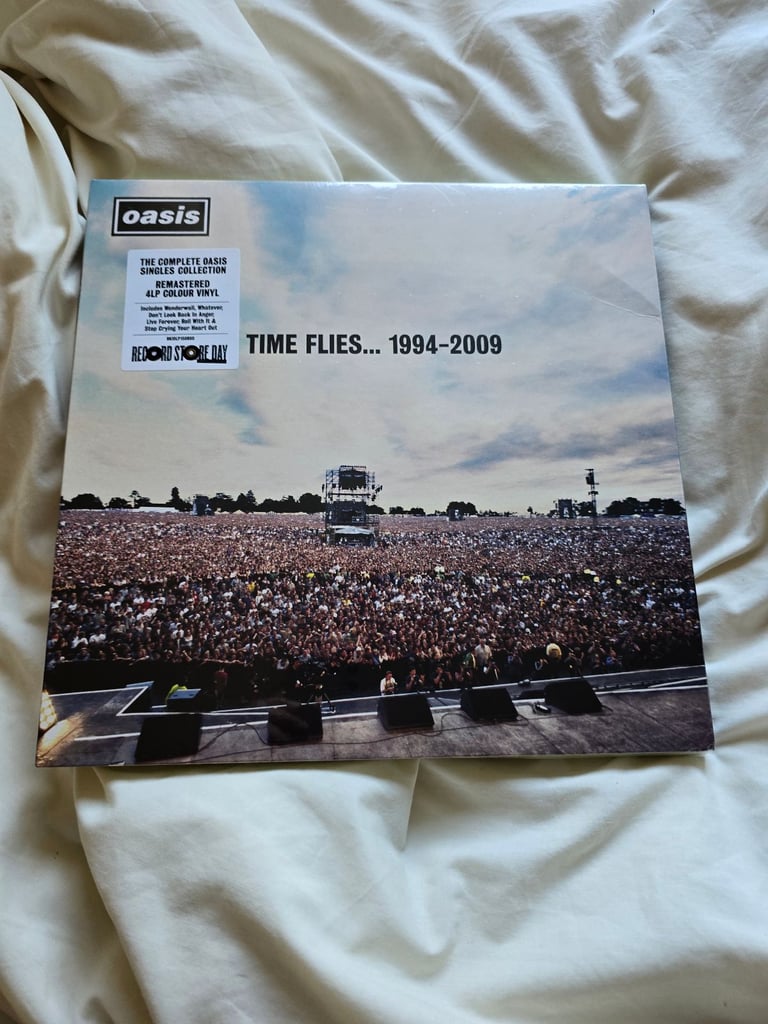 oasis
THE COMPLETE OASIS
SINGLES COLLECTION
REMASTERED
4LP COLOUR VINYL
Includes Wonderwall, Whatever,
Don't Look Back In Anger,
Live Forever, Roll With It &
Stop Crying Your Heart Out
RECORD STORE DAY
TIME FLIES... 1994-2009